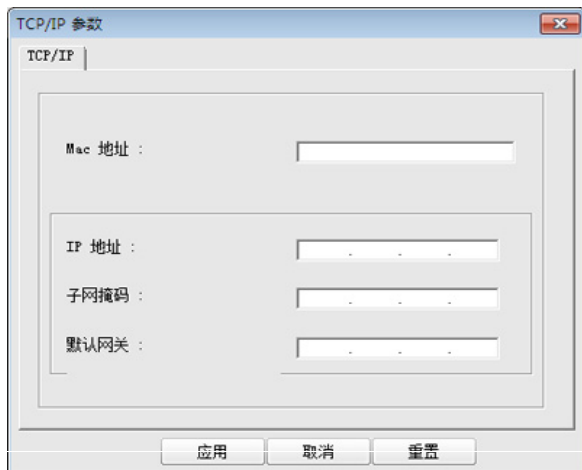 TCP/IP 参数
TCP/IP
Mac 地址 :
IP 地址 :
. . .
子网掩码 :
. . .
默认网关 :
. . .
应用 取消 重置